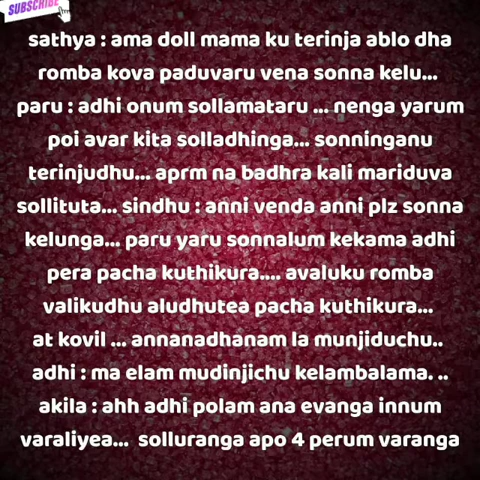 SUBSCRIBE
sathya : ama doll mama ku terinja ablo dha
romba kova paduvaru vena sonna kelu...
paru : adhi onum sollamataru ... nenga yarum
poi avar kita solladhinga... sonninganu
terinjudhu... aprm na badhra kali mariduva
sollituta... sindhu : anni venda anni plz sonna
kelunga... paru yaru sonnalum kekama adhi
pera pacha kuthikura.... avaluku romba
valikudhu aludhutea pacha kuthikura...
at kovil ... annanadhanam la munjiduchu..
adhi : ma elam mudinjichu kelambalama. ..
akila : ahh adhi polam ana evanga innum
varaliyea... solluranga apo 4 perum varanga